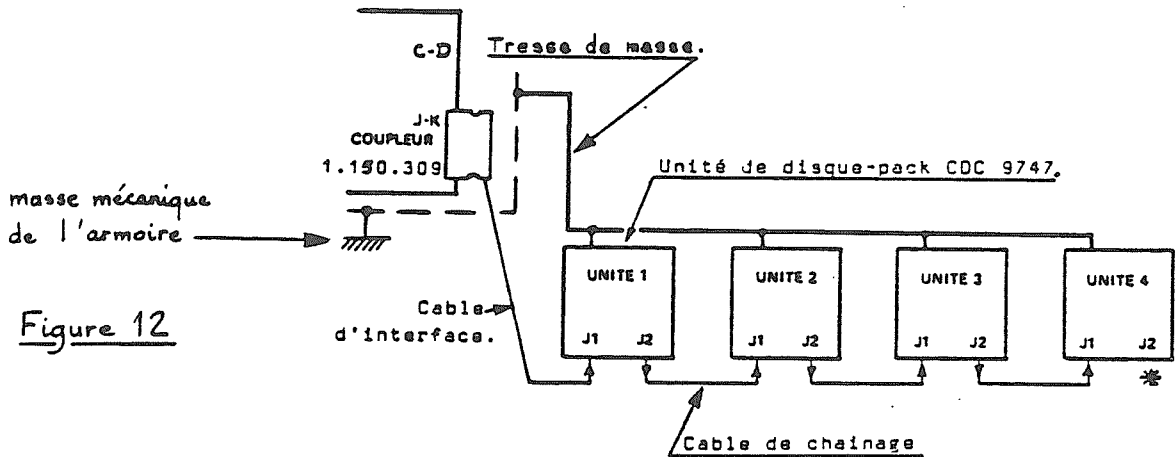 C-D
Tresse de masse.
J-K
COUPLEUR
1.150.309
Unité de disque-pack CDC 9747.
masse mécanique
de l'armoire
UNITE 1
UNITE 2
UNITE 3
UNITE 4
Cable
d'interface.
Figure 12
J1 J2
J1 J2
J1 J2
J1 J2
*
Cable de chainage